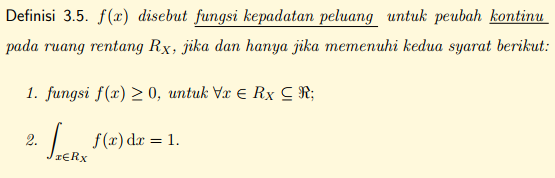 Definisi 3.5. f(x) disebut fungsi kepadatan peluang untuk peubah kontinu
pada ruang rentang R_X, jika dan hanya jika memenuhi kedua syarat berikut:
1. fungsi f(x) ≥ 0, untuk ∀x ∈ R_X ⊆ ℜ;
2. ∫_{x∈R_X} f(x) dx = 1.